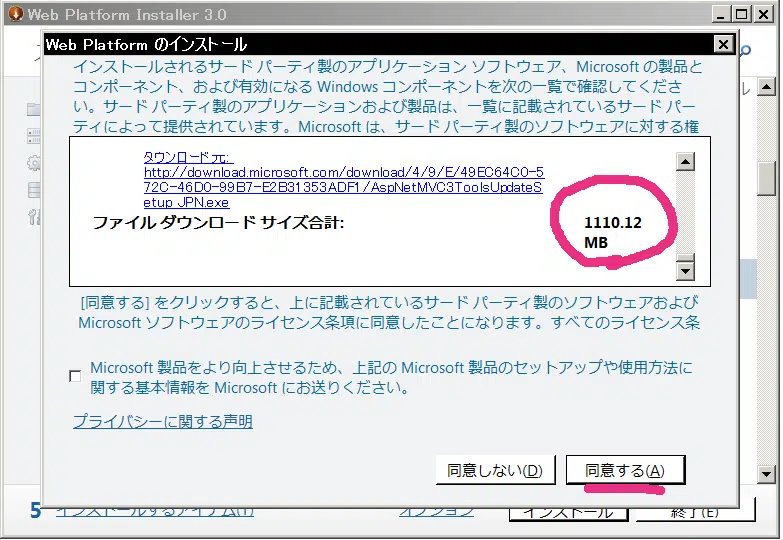 Web Platform Installer 3.0
Web Platform のインストール
インストールされるサード パーティ製のアプリケーション ソフトウェア、Microsoft の製品と
コンポーネント、および有効になる Windows コンポーネントを次の一覧で確認してくださ
い。サード パーティ製のアプリケーションおよび製品は、一覧に記載されているサード パー
ティによって提供されています。Microsoft は、サード パーティ製のソフトウェアに対する権
ダウンロード元:
http://download.microsoft.com/download/4/9/E/49EC64C0-5
72C-46D0-99B7-E2B31353ADF1/AspNetMVC3ToolsUpdateS
etup_JPN.exe
ファイル ダウンロード サイズ合計:
1110.12
MB
[同意する] をクリックすると、上に記載されているサード パーティ製のソフトウェアおよび
Microsoft ソフトウェアのライセンス条項に同意したことになります。すべてのライセンス条
Microsoft 製品をより向上させるため、上記の Microsoft 製品のセットアップや使用方法に
関する基本情報を Microsoft にお送りください。
プライバシーに関する声明
同意しない(D)
同意する(A)
5 インストールするアイテム(T)
オプション
インストール
終了(E)